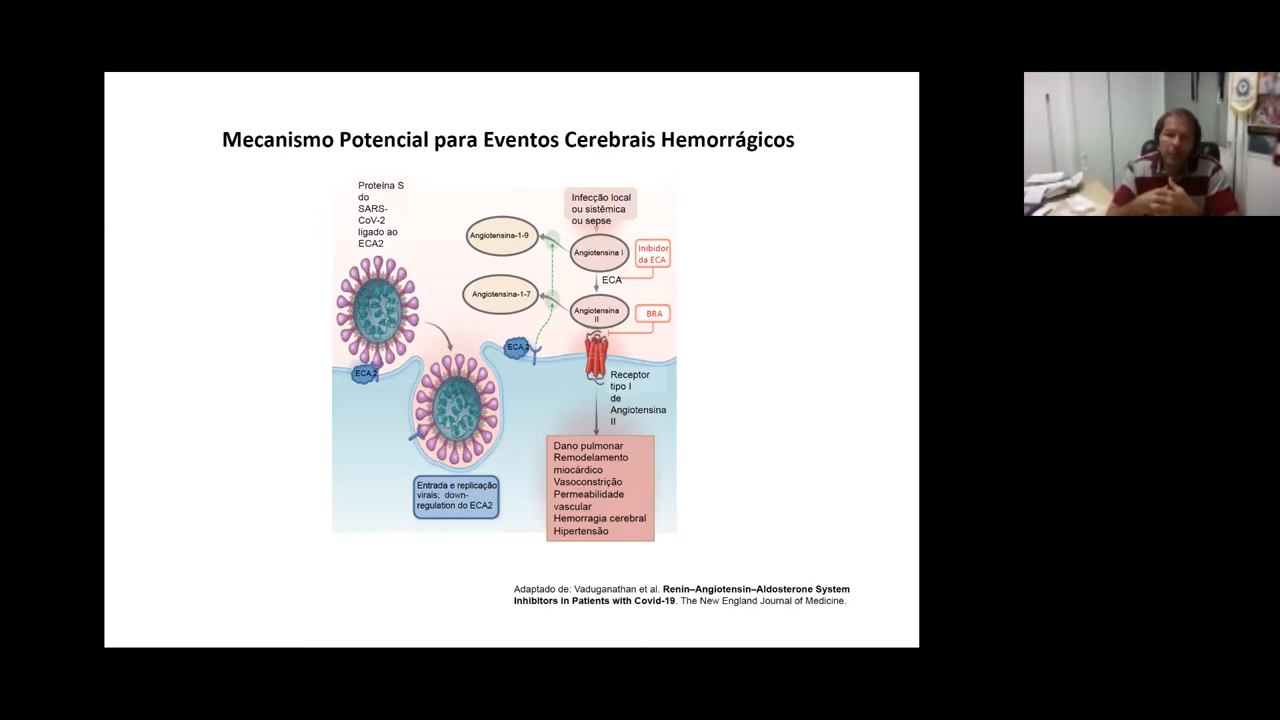 Mecanismo Potencial para Eventos Cerebrais Hemorrágicos
Proteína S
do
SARS-
CoV-2
ligado ao
ECA2
Infecção local
ou sistêmica
ou sepse
Angiotensina-1-9
Angiotensina I
Inibidor
da ECA
ECA
Angiotensina-1-7
Angiotensina
II
BRA
ECA 2
ECA 2
Receptor
tipo I
de
Angiotensina
II
Entrada e replicação
virais; down-
regulation do ECA2
Dano pulmonar
Remodelamento
miocárdico
Vasoconstrição
Permeabilidade
vascular
Hemorragia cerebral
Hipertensão
Adaptado de: Vaduganathan et al. Renin–Angiotensin–Aldosterone System
Inhibitors in Patients with Covid-19. The New England Journal of Medicine.